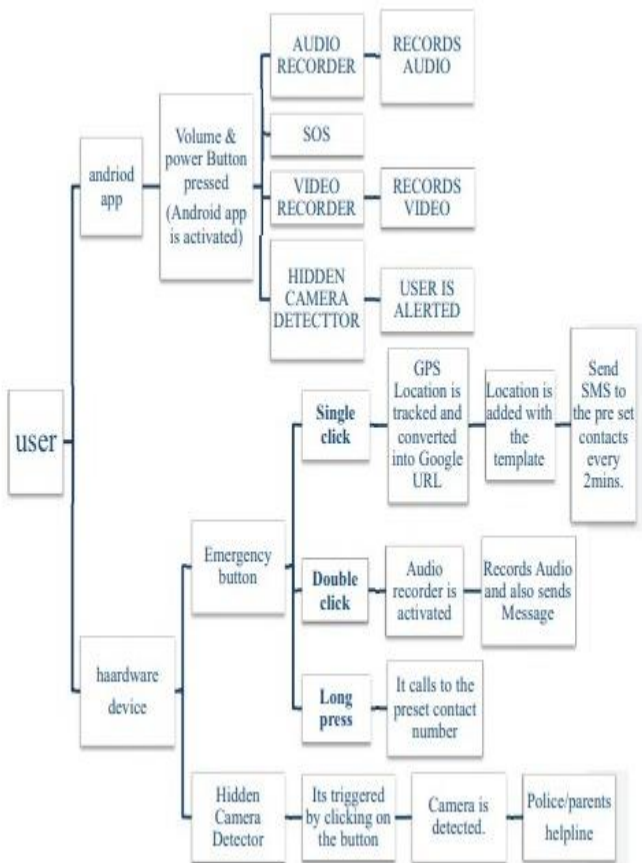 AUDIO
RECORDER
RECORDS
AUDIO
SOS
Volume &
power Button
pressed
(Android app
is activated)
andriod
app
VIDEO
RECORDER
RECORDS
VIDEO
HIDDEN
CAMERA
DETECTTOR
USER IS
ALERTED
user
Single
click
GPS
Location is
tracked and
converted
into Google
URL
Location is
added with
the
template
Send
SMS to
the pre set
contacts
every
2mins.
Emergency
button
Double
click
Audio
recorder is
activated
Records Audio
and also sends
Message
haardware
device
Long
press
It calls to the
preset contact
number
Hidden
Camera
Detector
Its triggered
by clicking on
the button
Camera is
detected.
Police/parents
helpline